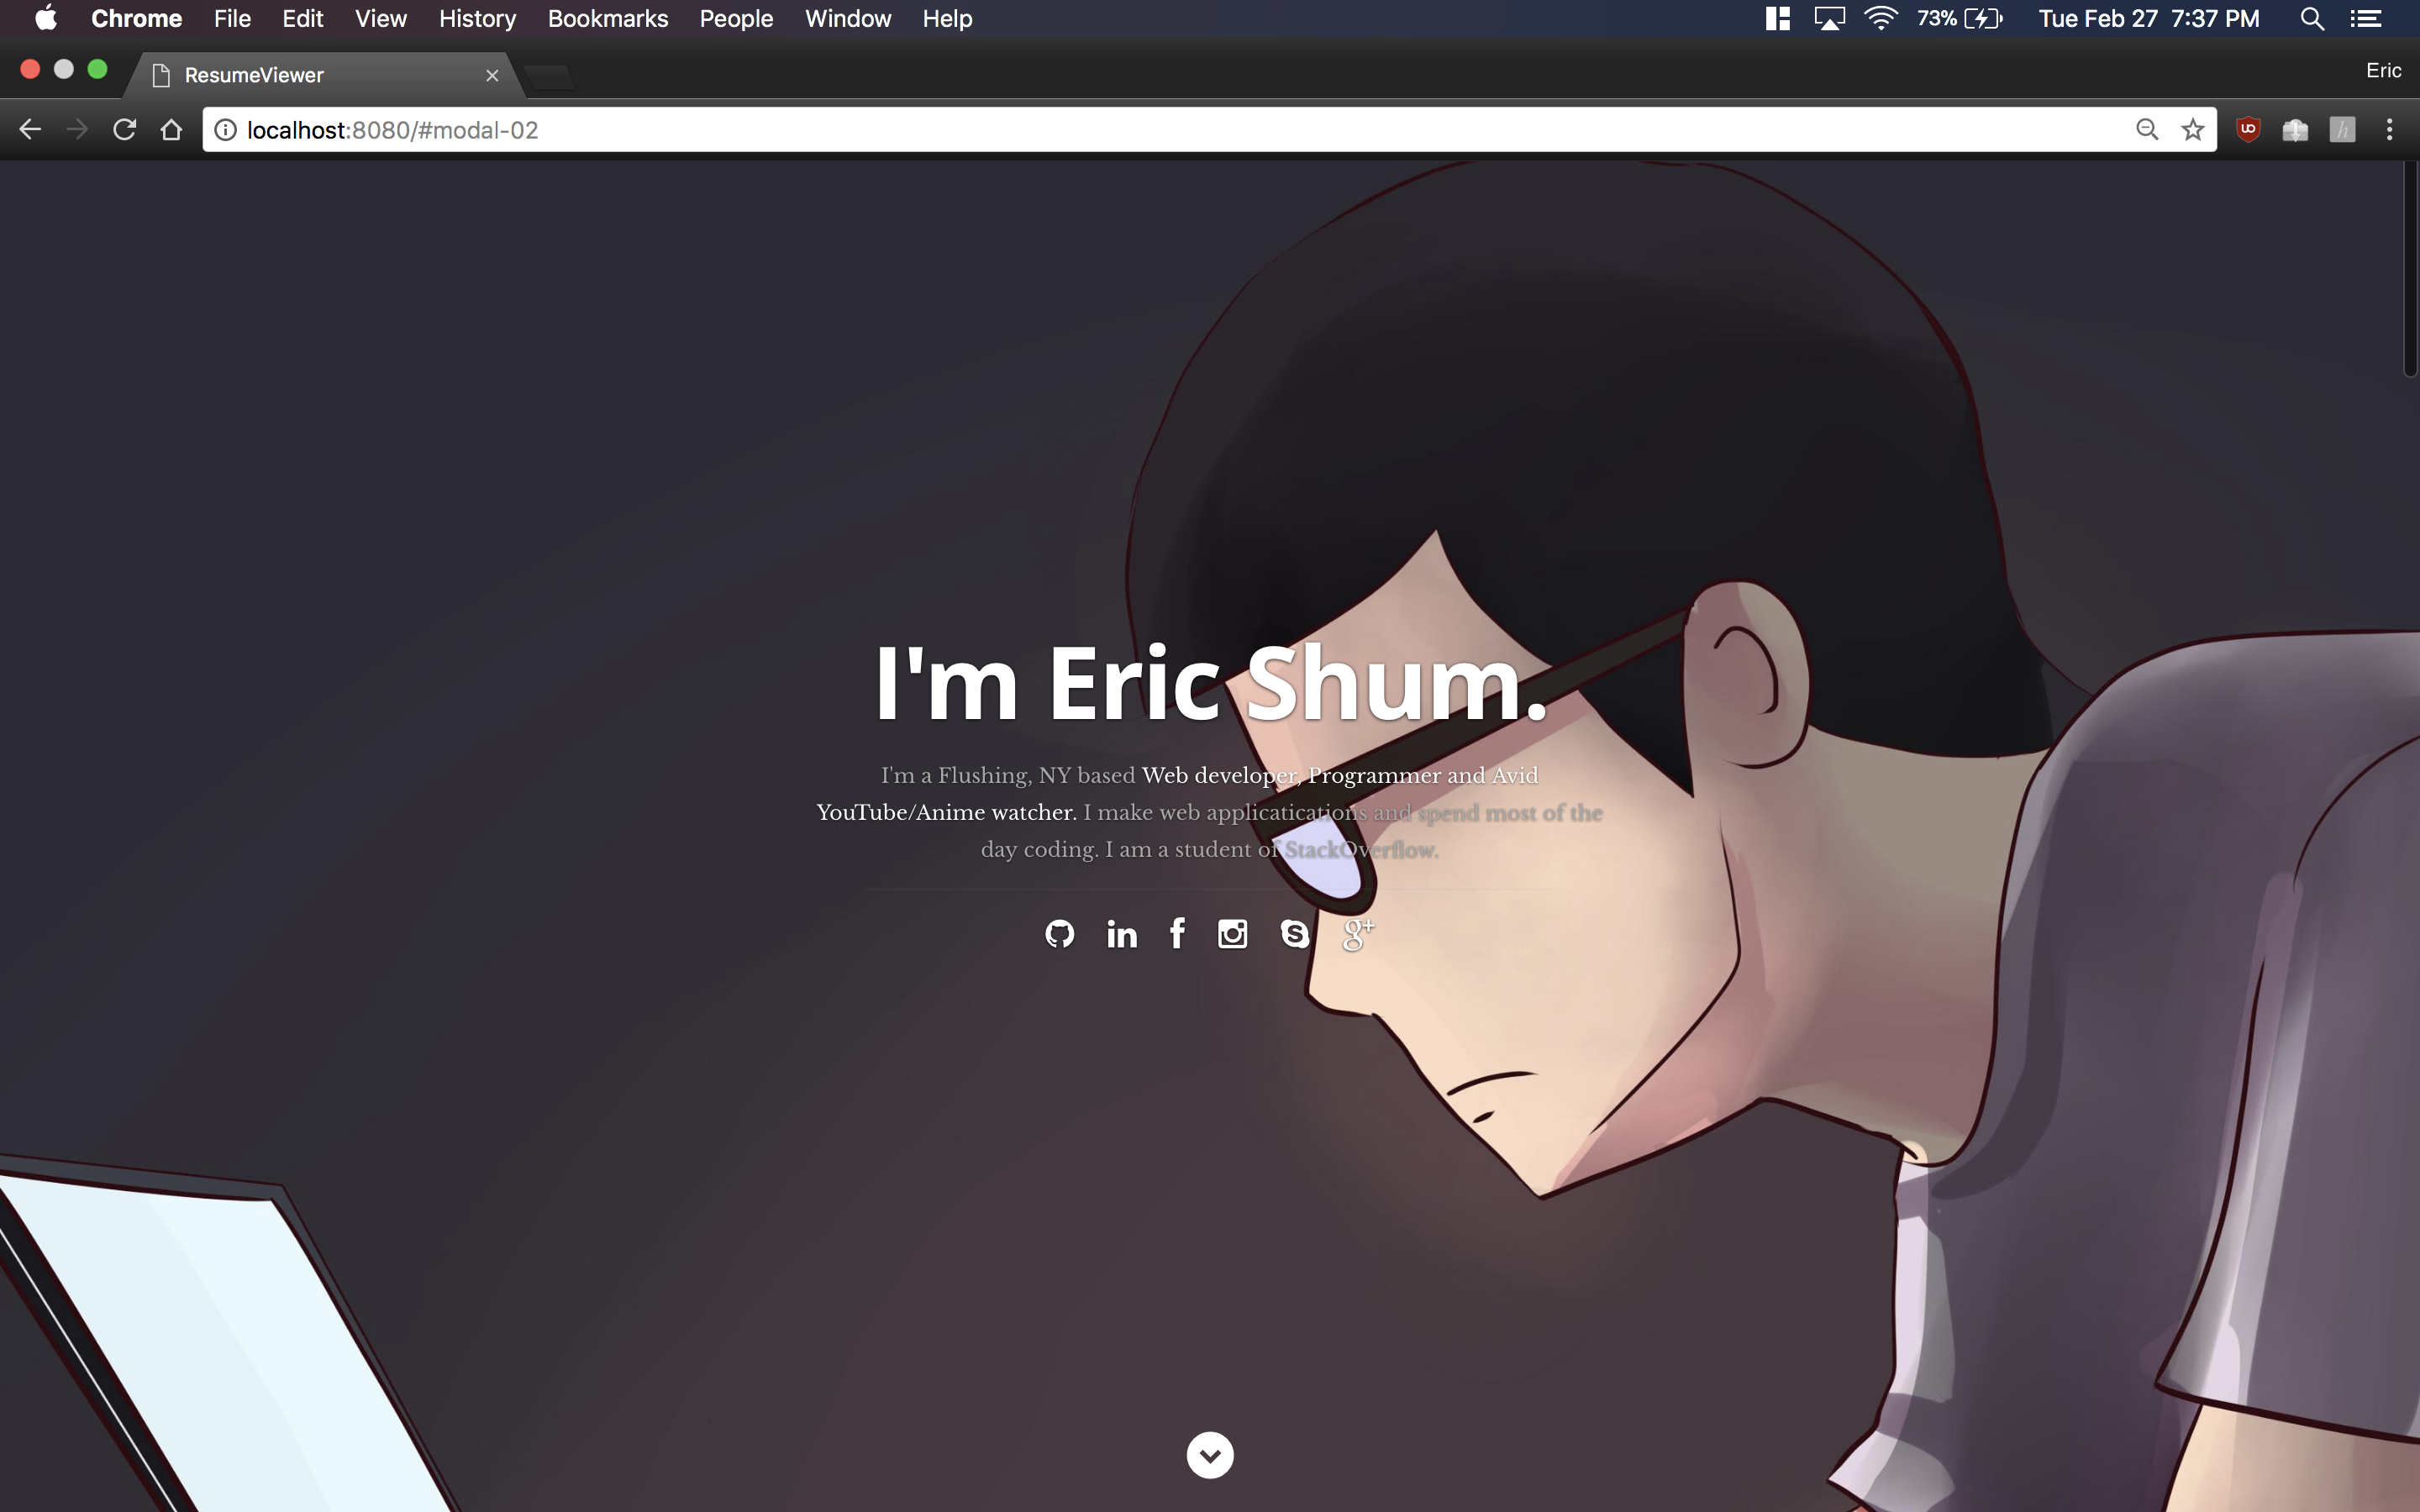 Chrome File Edit View History Bookmarks People Window Help 73% Tue Feb 27 7:37 PM
ResumeViewer Eric
localhost:8080/#modal-02
I'm Eric Shum.
I'm a Flushing, NY based Web developer, Programmer and Avid
YouTube/Anime watcher. I make web applicatications and spend most of the
day coding. I am a student of StackOverflow.